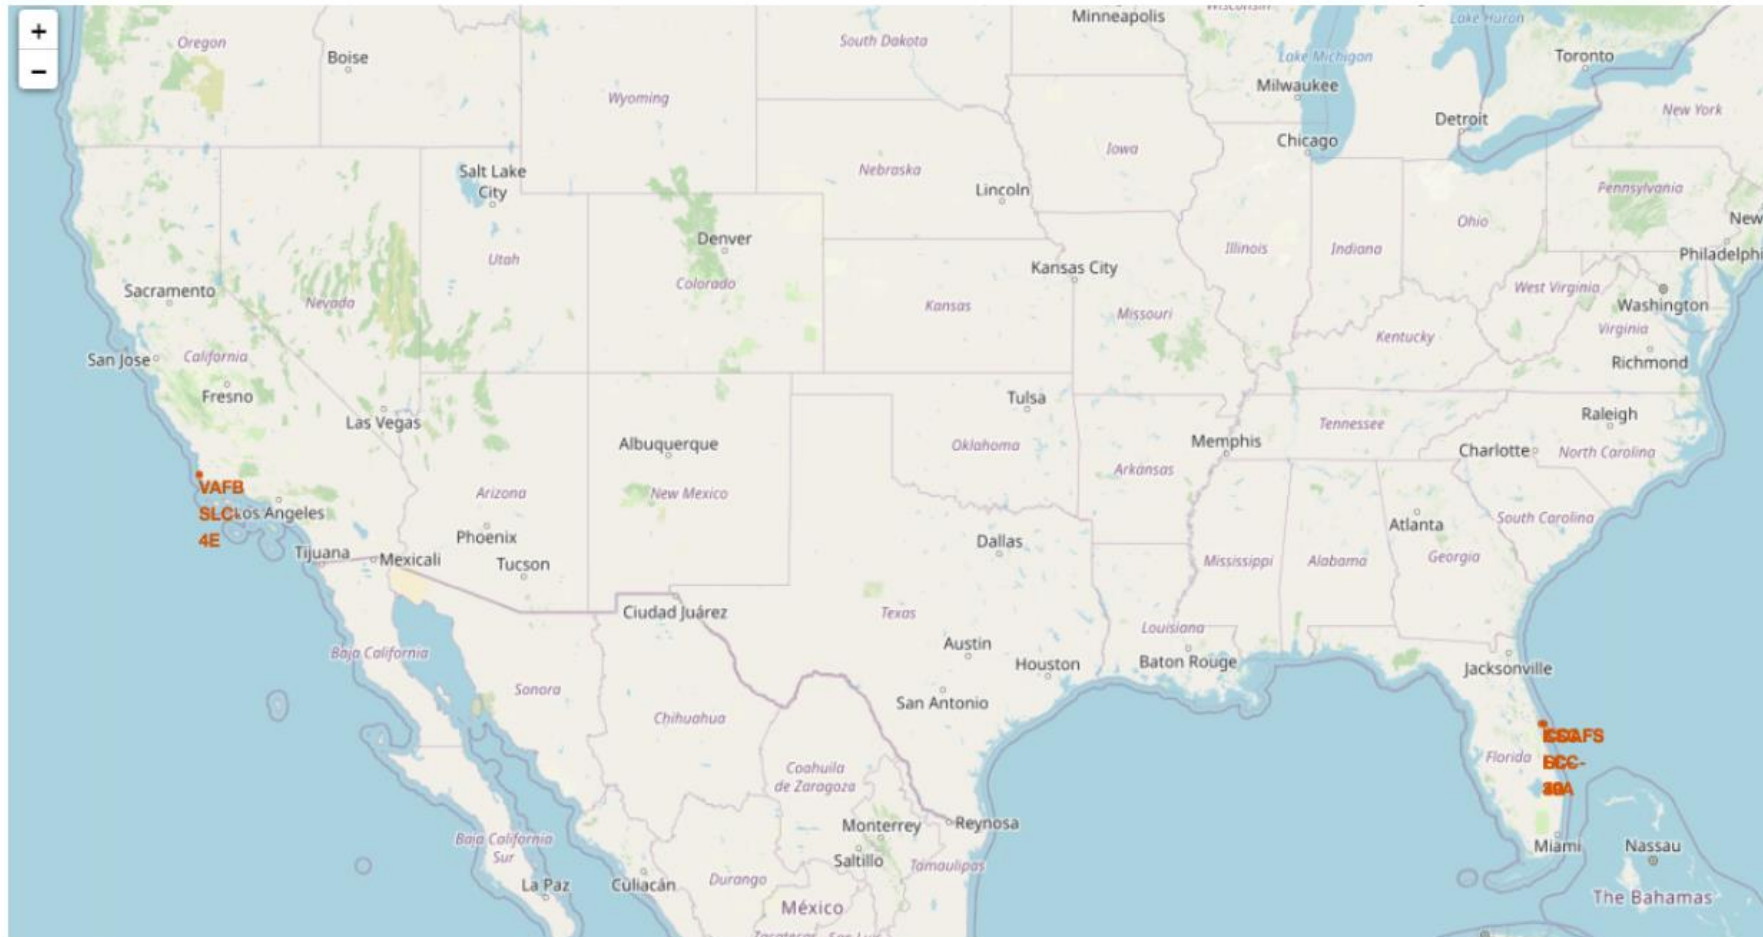 +
−
Oregon
Boise
South Dakota
Minneapolis
Wisconsin
Lake Huron
Lake Michigan
Toronto
Wyoming
Milwaukee
New York
Detroit
Chicago
Iowa
Salt Lake
City
Nebraska
Lincoln
Pennsylvania
New
Ohio
Denver
Illinois
Indiana
Philadelphi
Utah
Kansas City
Colorado
Sacramento
Nevada
Kansas
Missouri
West Virginia
Washington
Virginia
Kentucky
San Jose
California
Richmond
Fresno
Las Vegas
Tulsa
Raleigh
Tennessee
Albuquerque
Oklahoma
Memphis
Charlotte
North Carolina
Arkansas
VAFB
SLC-
4E
Los Angeles
Arizona
New Mexico
South Carolina
Atlanta
Phoenix
Dallas
Tijuana
Mexicali
Tucson
Mississippi
Alabama
Georgia
Ciudad Juárez
Texas
Louisiana
Austin
Baja California
Houston
Baton Rouge
Jacksonville
Sonora
San Antonio
Chihuahua
Florida
Coahuila
de Zaragoza
Monterrey
Reynosa
Baja California
Sur
Saltillo
Tamaulipas
Miami
Nassau
La Paz
Culiacán
Durango
México
The Bahamas